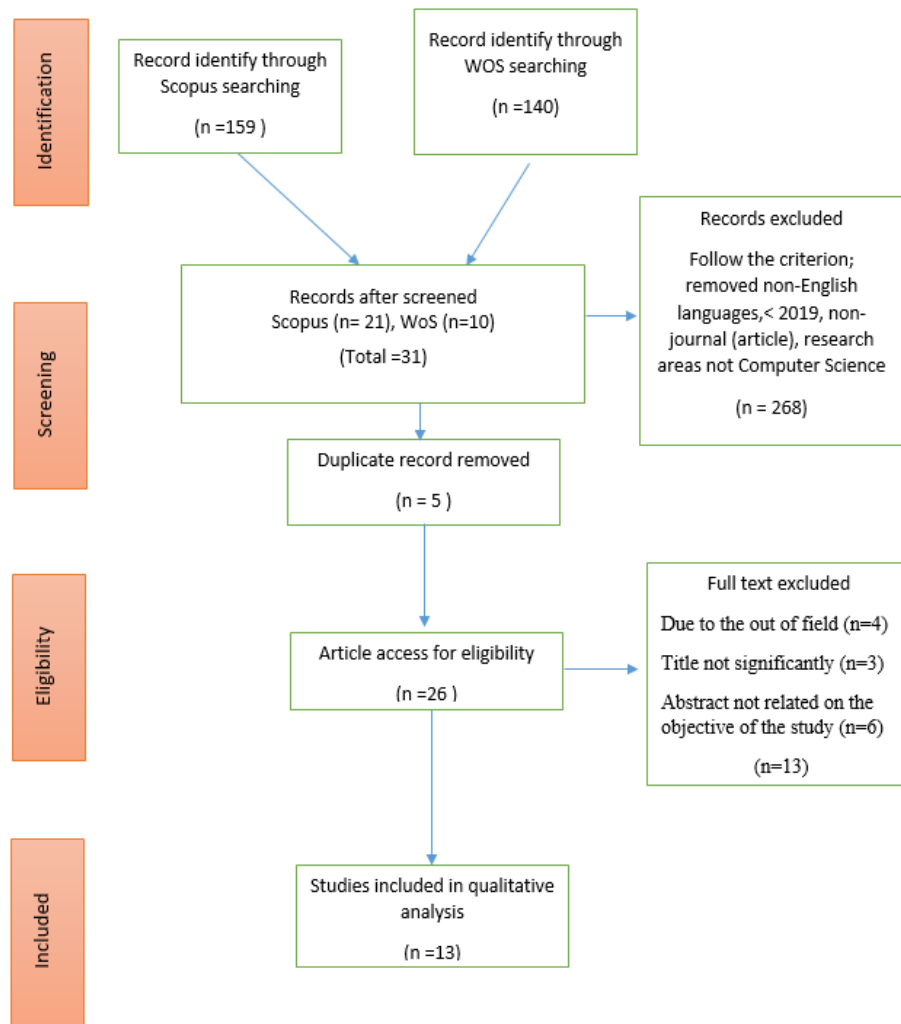 Identification
Record identify through
Scopus searching
(n =159 )
Record identify through
WOS searching
(n =140)
Screening
Records after screened
Scopus (n= 21), WoS (n=10)
(Total =31)
Records excluded
Follow the criterion;
removed non-English
languages,< 2019, non-
journal (article), research
areas not Computer Science
(n = 268)
Duplicate record removed
(n = 5 )
Eligibility
Article access for eligibility
(n =26 )
Full text excluded
Due to the out of field (n=4)
Title not significantly (n=3)
Abstract not related on the
objective of the study (n=6)
(n=13)
Included
Studies included in qualitative
analysis
(n =13)